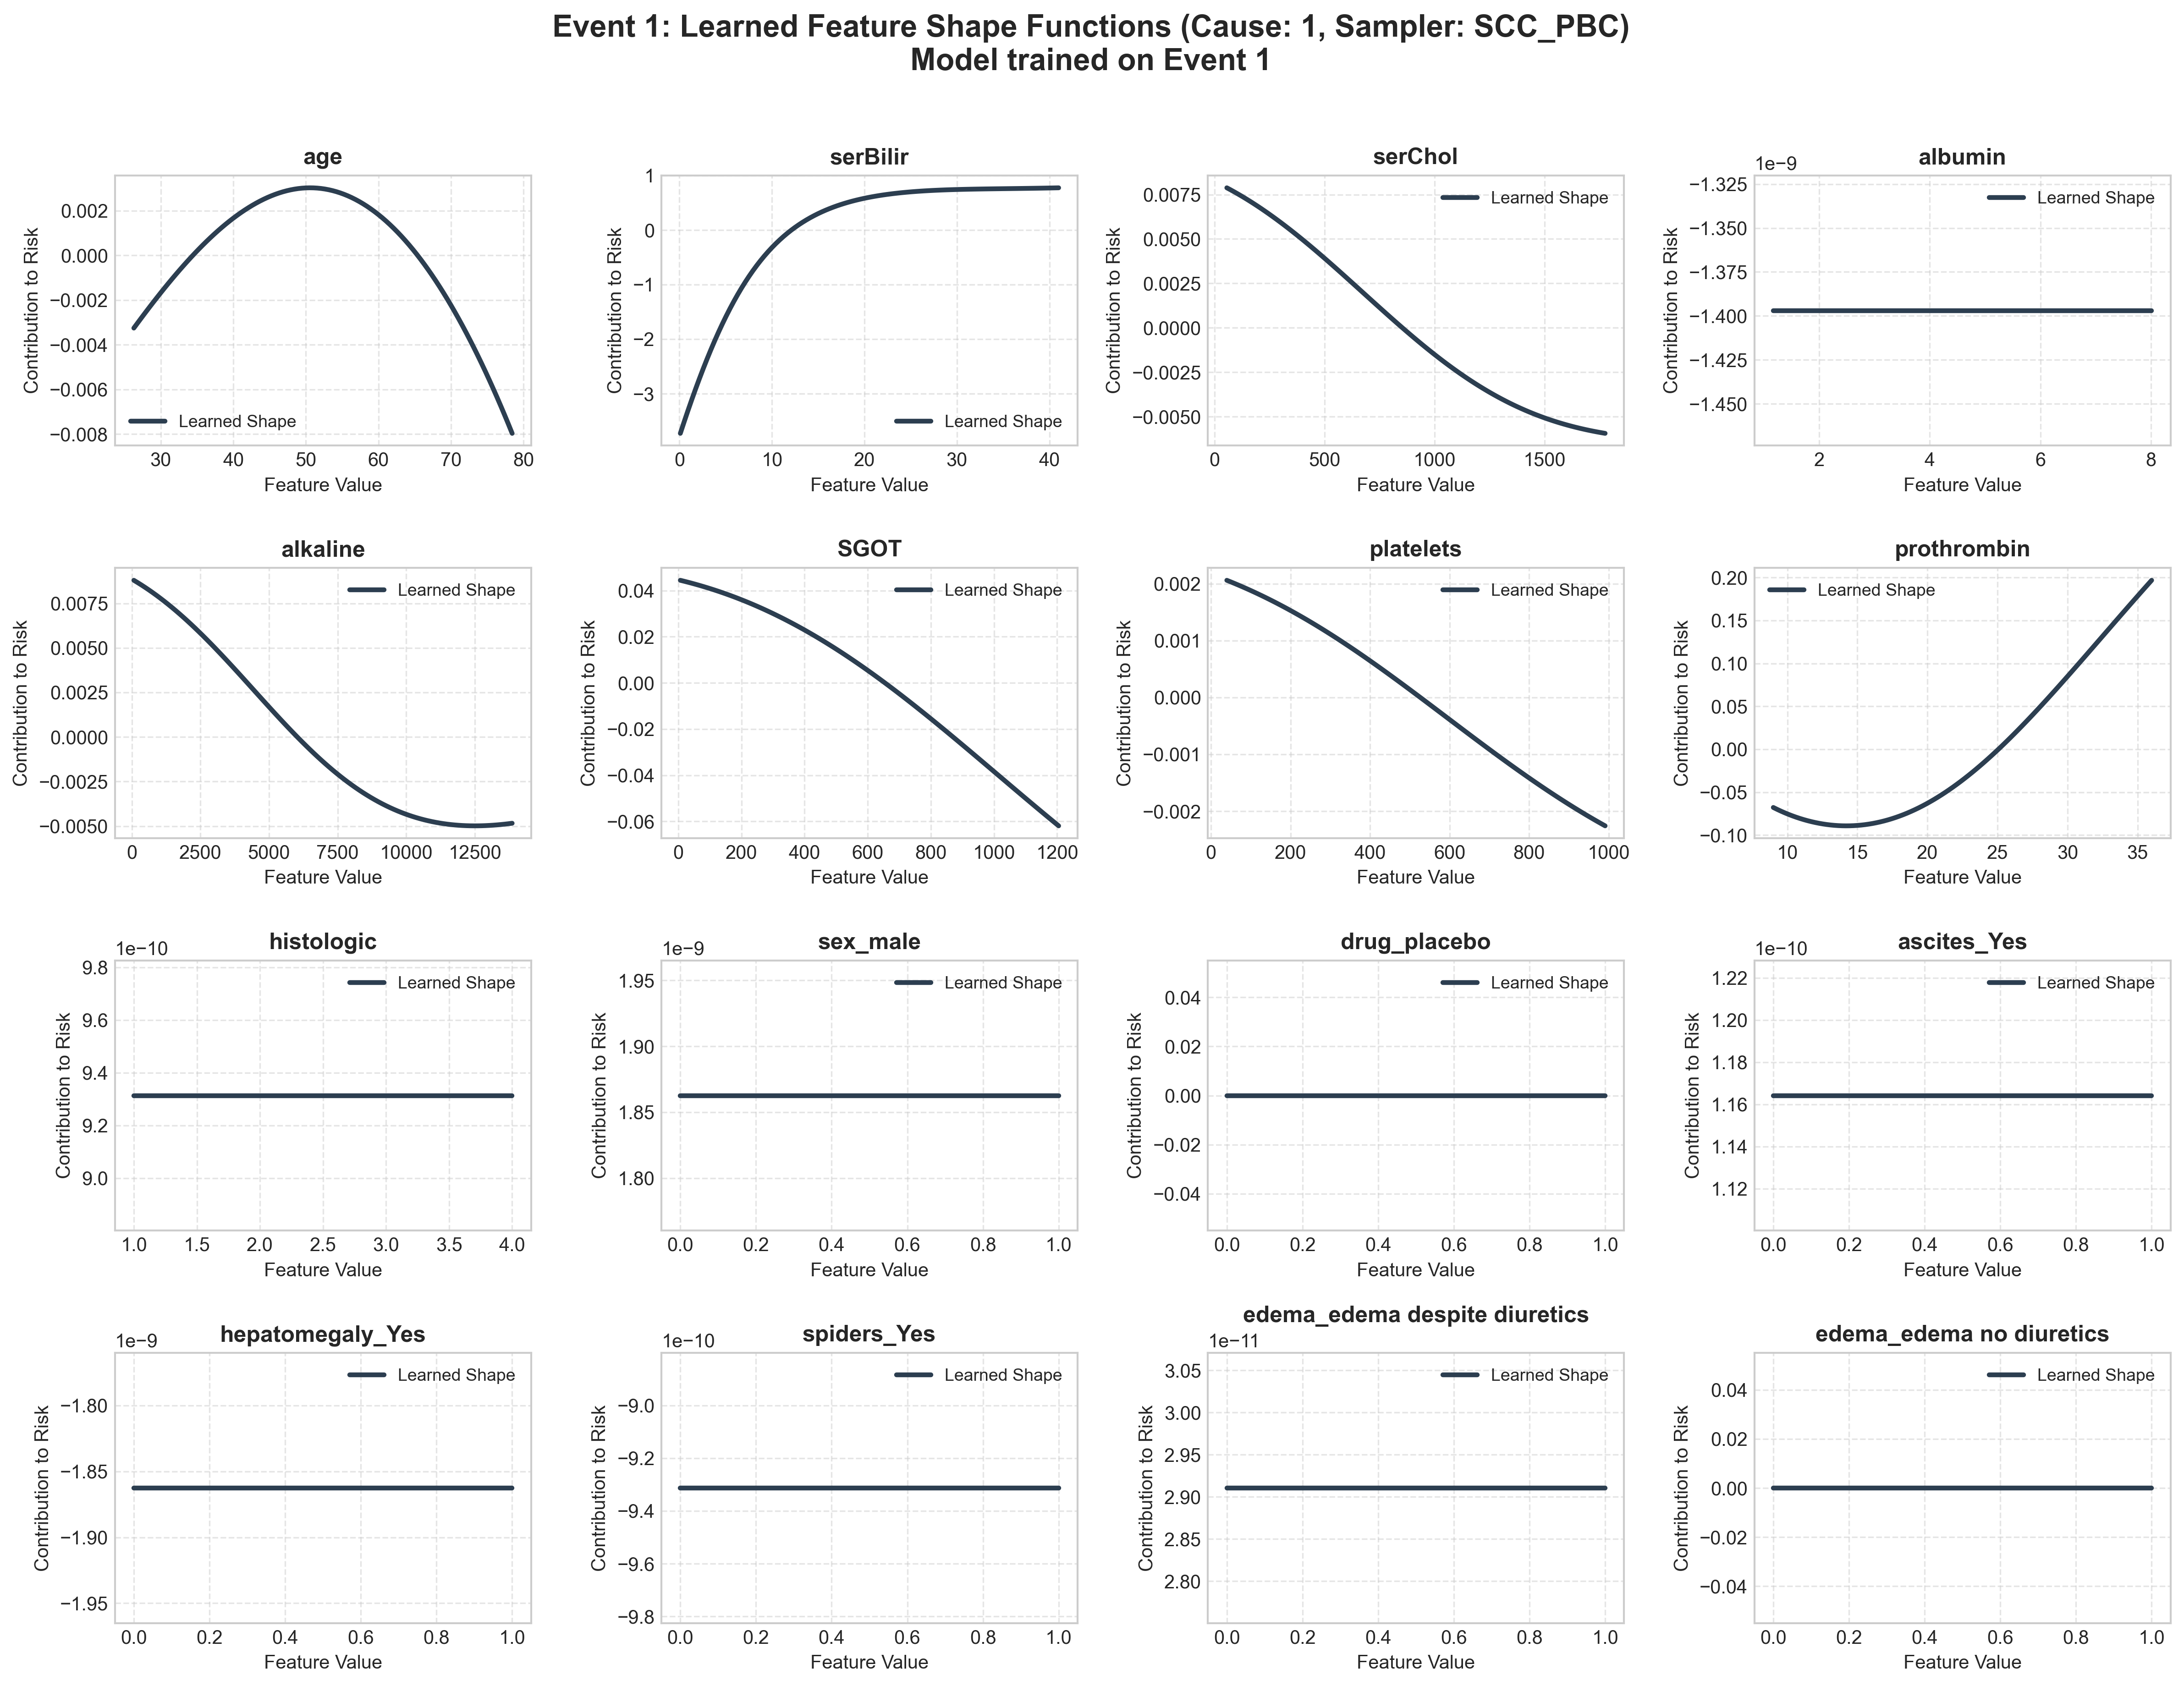 Event 1: Learned Feature Shape Functions (Cause: 1, Sampler: SCC_PBC)
Model trained on Event 1
age
Contribution to Risk
0.002
0.000
−0.002
−0.004
−0.006
−0.008
Learned Shape
30 40 50 60 70 80
Feature Value
serBilir
Contribution to Risk
1
0
−1
−2
−3
Learned Shape
0 10 20 30 40
Feature Value
serChol
Contribution to Risk
0.0075
0.0050
0.0025
0.0000
−0.0025
−0.0050
Learned Shape
0 500 1000 1500
Feature Value
albumin
1e−9
Contribution to Risk
−1.325
−1.350
−1.375
−1.400
−1.425
−1.450
Learned Shape
2 4 6 8
Feature Value
alkaline
Contribution to Risk
0.0075
0.0050
0.0025
0.0000
−0.0025
−0.0050
Learned Shape
0 2500 5000 7500 10000 12500
Feature Value
SGOT
Contribution to Risk
0.04
0.02
0.00
−0.02
−0.04
−0.06
Learned Shape
0 200 400 600 800 1000 1200
Feature Value
platelets
Contribution to Risk
0.002
0.001
0.000
−0.001
−0.002
Learned Shape
0 200 400 600 800 1000
Feature Value
prothrombin
Contribution to Risk
0.20
0.15
0.10
0.05
0.00
−0.05
−0.10
Learned Shape
10 15 20 25 30 35
Feature Value
histologic
1e−10
Contribution to Risk
9.8
9.6
9.4
9.2
9.0
Learned Shape
1.0 1.5 2.0 2.5 3.0 3.5 4.0
Feature Value
sex_male
1e−9
Contribution to Risk
1.95
1.90
1.85
1.80
Learned Shape
0.0 0.2 0.4 0.6 0.8 1.0
Feature Value
drug_placebo
Contribution to Risk
0.04
0.02
0.00
−0.02
−0.04
Learned Shape
0.0 0.2 0.4 0.6 0.8 1.0
Feature Value
ascites_Yes
1e−10
Contribution to Risk
1.22
1.20
1.18
1.16
1.14
1.12
Learned Shape
0.0 0.2 0.4 0.6 0.8 1.0
Feature Value
hepatomegaly_Yes
1e−9
Contribution to Risk
−1.80
−1.85
−1.90
−1.95
Learned Shape
0.0 0.2 0.4 0.6 0.8 1.0
Feature Value
spiders_Yes
1e−10
Contribution to Risk
−9.0
−9.2
−9.4
−9.6
−9.8
Learned Shape
0.0 0.2 0.4 0.6 0.8 1.0
Feature Value
edema_edema despite diuretics
1e−11
Contribution to Risk
3.05
3.00
2.95
2.90
2.85
2.80
Learned Shape
0.0 0.2 0.4 0.6 0.8 1.0
Feature Value
edema_edema no diuretics
Contribution to Risk
0.04
0.02
0.00
−0.02
−0.04
Learned Shape
0.0 0.2 0.4 0.6 0.8 1.0
Feature Value